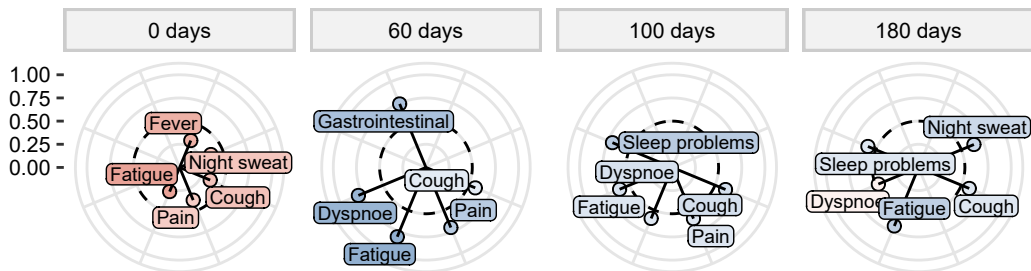 0 days
60 days
100 days
180 days
1.00
0.75
0.50
0.25
0.00
Fever
Night sweat
Fatigue
Cough
Pain
Gastrointestinal
Cough
Dyspnoe
Pain
Fatigue
Sleep problems
Dyspnoe
Fatigue
Cough
Pain
Night sweat
Sleep problems
Dyspnoe
Fatigue
Cough